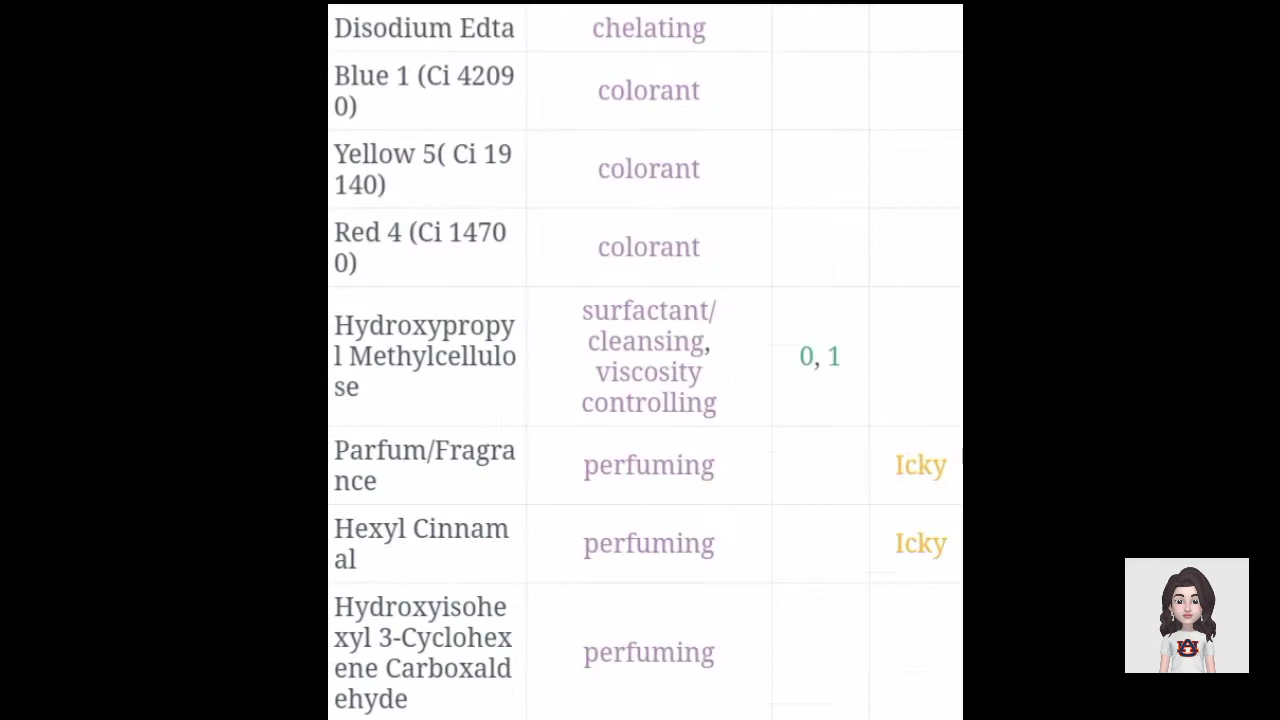 Disodium Edta chelating
Blue 1 (Ci 4209
0) colorant
Yellow 5( Ci 19
140) colorant
Red 4 (Ci 1470
0) colorant
Hydroxypropy
l Methylcellulo
se
surfactant/
cleansing,
viscosity
controlling
0, 1
Parfum/Fragra
nce perfuming Icky
Hexyl Cinnam
al perfuming Icky
Hydroxyisohe
xyl 3-Cyclohex
ene Carboxald
ehyde
perfuming
AU